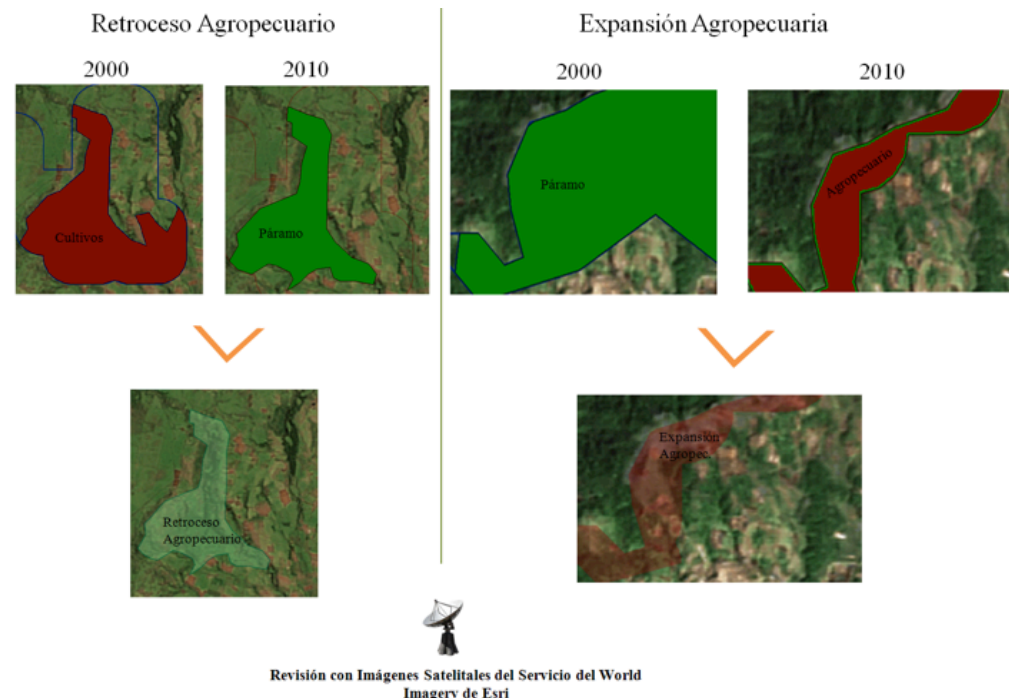 Retroceso Agropecuario
Expansión Agropecuaria
2000
2010
2000
2010
Cultivos
Páramo
Páramo
Agropecuario
Retroceso
Agropecuario
Expansión
Agropec.
Revisión con Imágenes Satelitales del Servicio del World
Imagery de Esri